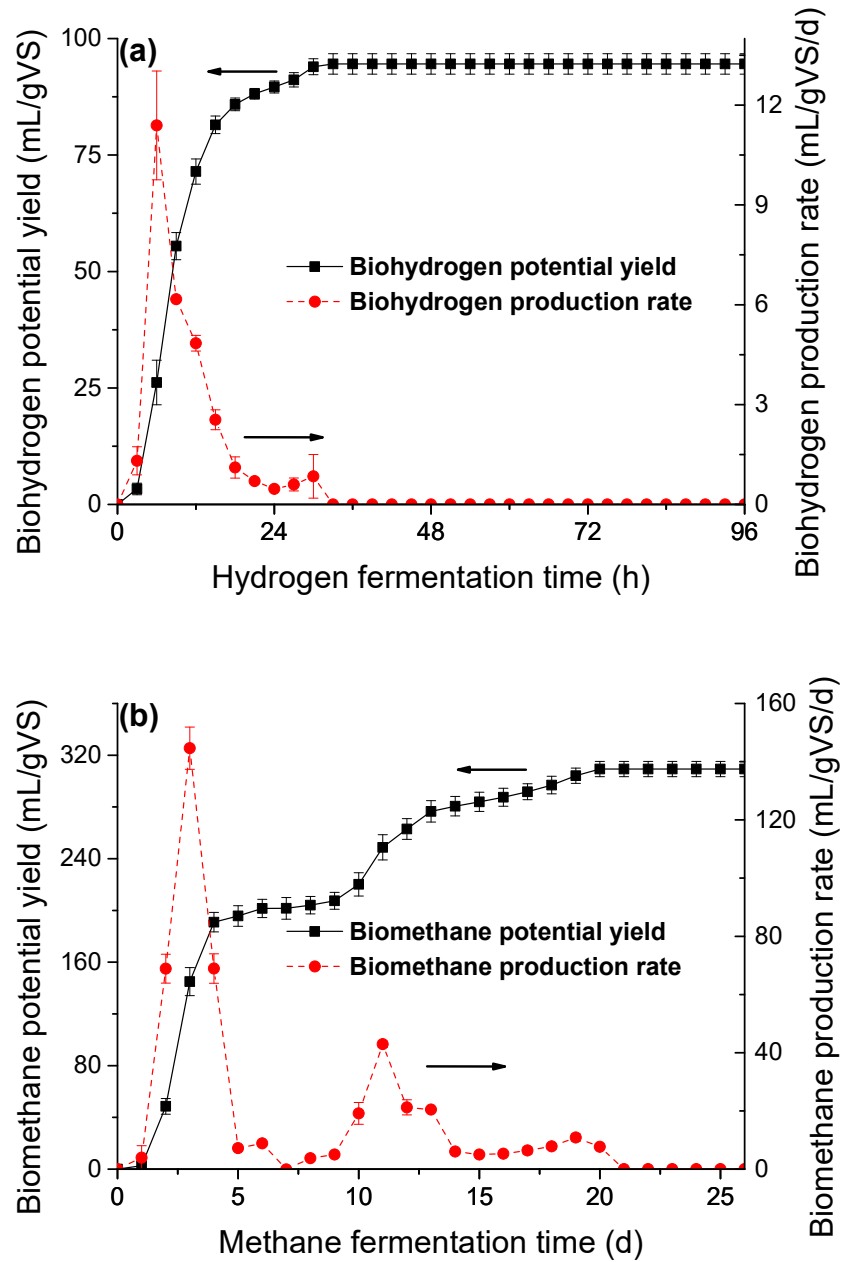 (a)
Biohydrogen potential yield (mL/gVS)
100
75
50
25
0
Biohydrogen potential yield
Biohydrogen production rate
12
9
6
3
0
Biohydrogen production rate (mL/gVS/d)
0 24 48 72 96
Hydrogen fermentation time (h)
(b)
Biomethane potential yield (mL/gVS)
320
240
160
80
0
Biomethane potential yield
Biomethane production rate
160
120
80
40
0
Biomethane production rate (mL/gVS/d)
0 5 10 15 20 25
Methane fermentation time (d)